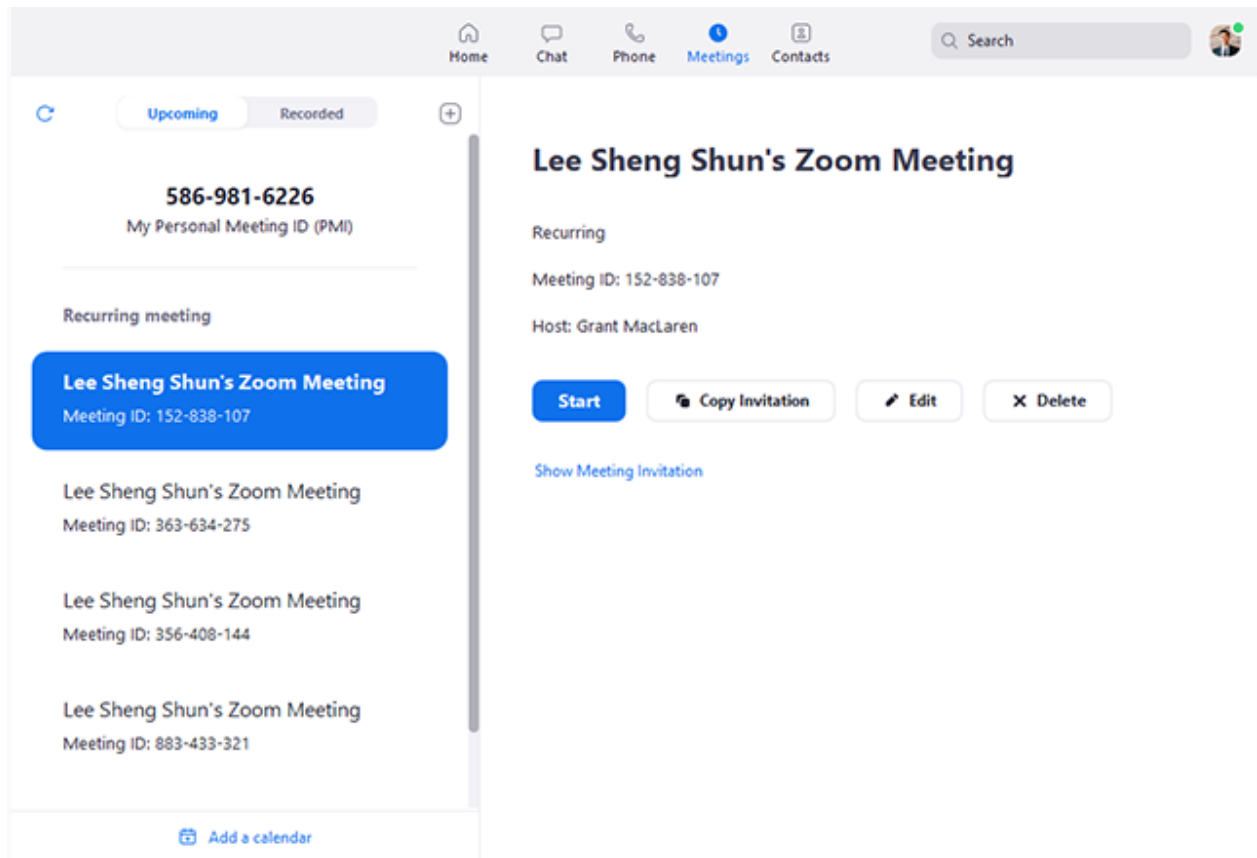 Home
Chat
Phone
Meetings
Contacts
Search
Upcoming
Recorded
586-981-6226
My Personal Meeting ID (PMI)
Recurring meeting
Lee Sheng Shun's Zoom Meeting
Meeting ID: 152-838-107
Lee Sheng Shun's Zoom Meeting
Meeting ID: 363-634-275
Lee Sheng Shun's Zoom Meeting
Meeting ID: 356-408-144
Lee Sheng Shun's Zoom Meeting
Meeting ID: 883-433-321
Add a calendar
Lee Sheng Shun's Zoom Meeting
Recurring
Meeting ID: 152-838-107
Host: Grant MacLaren
Start
Copy Invitation
Edit
Delete
Show Meeting Invitation